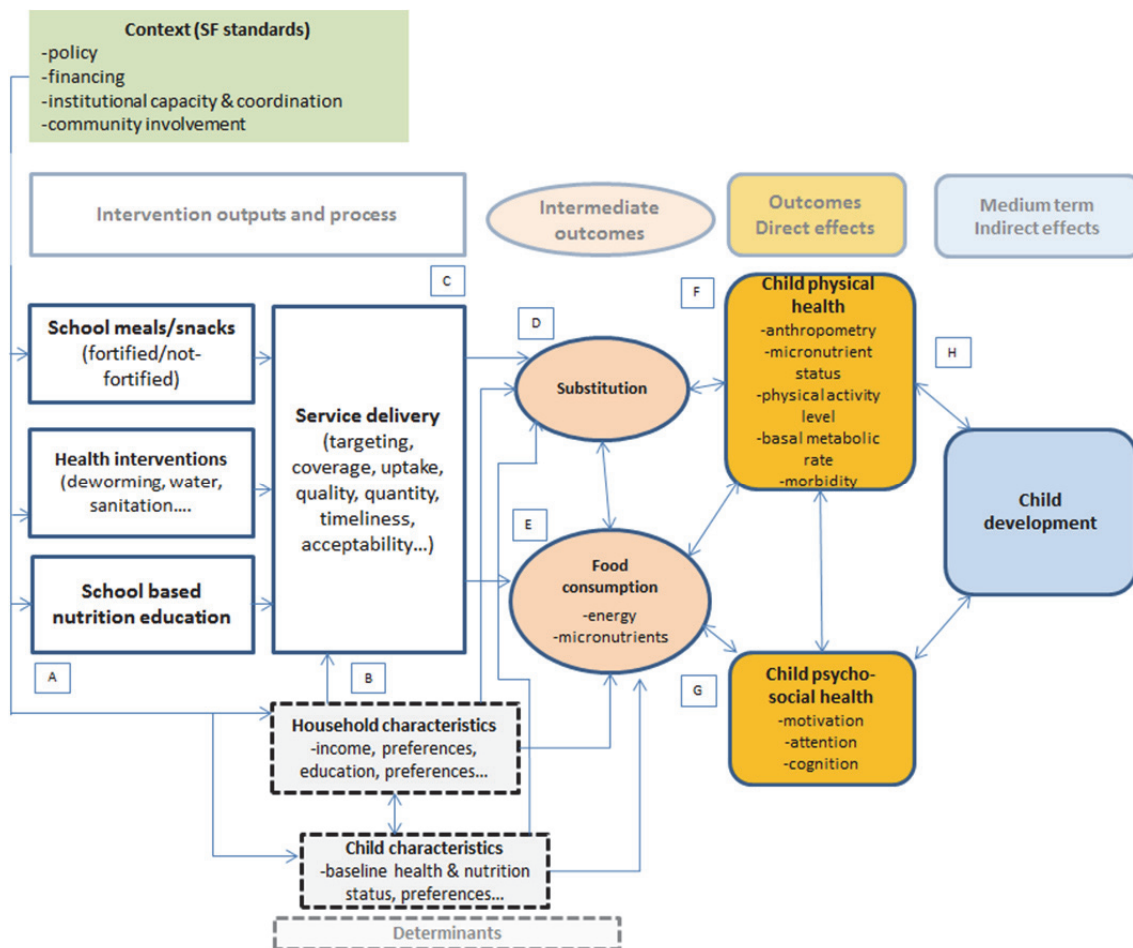 Context (SF standards)
-policy
-financing
-institutional capacity & coordination
-community involvement
Intervention outputs and process
Intermediate
outcomes
Outcomes
Direct effects
Medium term
Indirect effects
C
F
D
H
School meals/snacks
(fortified/not-
fortified)
Health interventions
(deworming, water,
sanitation....
School based
nutrition education
Service delivery
(targeting,
coverage, uptake,
quality, quantity,
timeliness,
acceptability...)
Substitution
E
Food
consumption
-energy
-micronutrients
Child physical
health
-anthropometry
-micronutrient
status
-physical activity
level
-basal metabolic
rate
-morbidity
Child
development
A
B
G
Child psycho-
social health
-motivation
-attention
-cognition
Household characteristics
-income, preferences,
education, preferences...
Child characteristics
-baseline health & nutrition
status, preferences...
Determinants